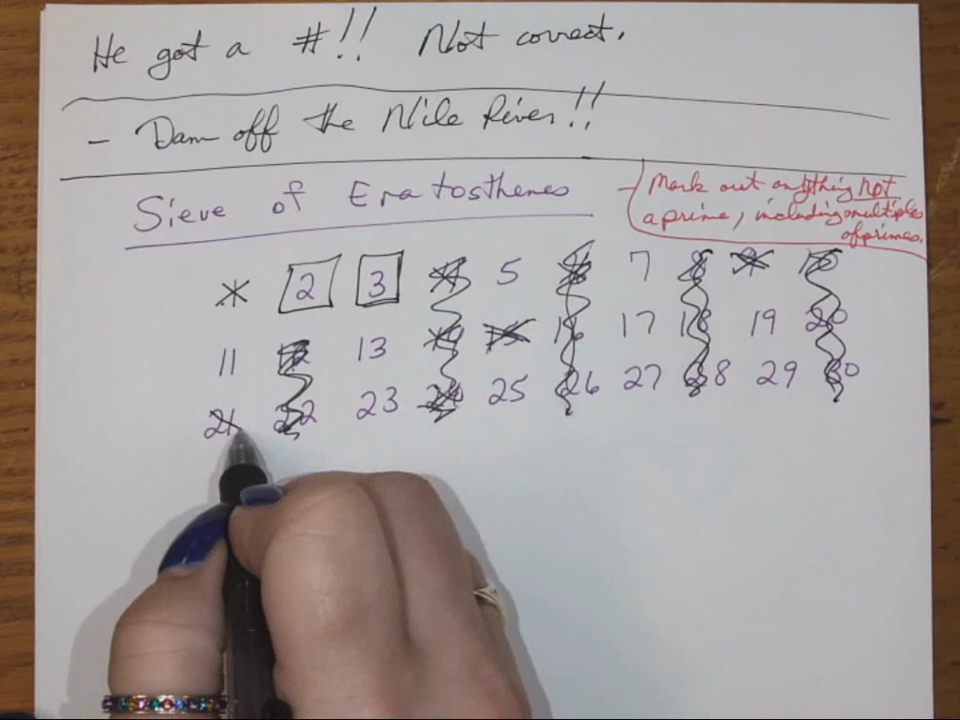 He got a #!! Not correct.
- Dam off the Nile River!!
Sieve of Eratosthenes
- Mark out anything not
a prime, including multiples
of primes.
2 3 4 5 6 7 8 9 10
11 12 13 14 15 16 17 18 19 20
21 22 23 24 25 26 27 28 29 30